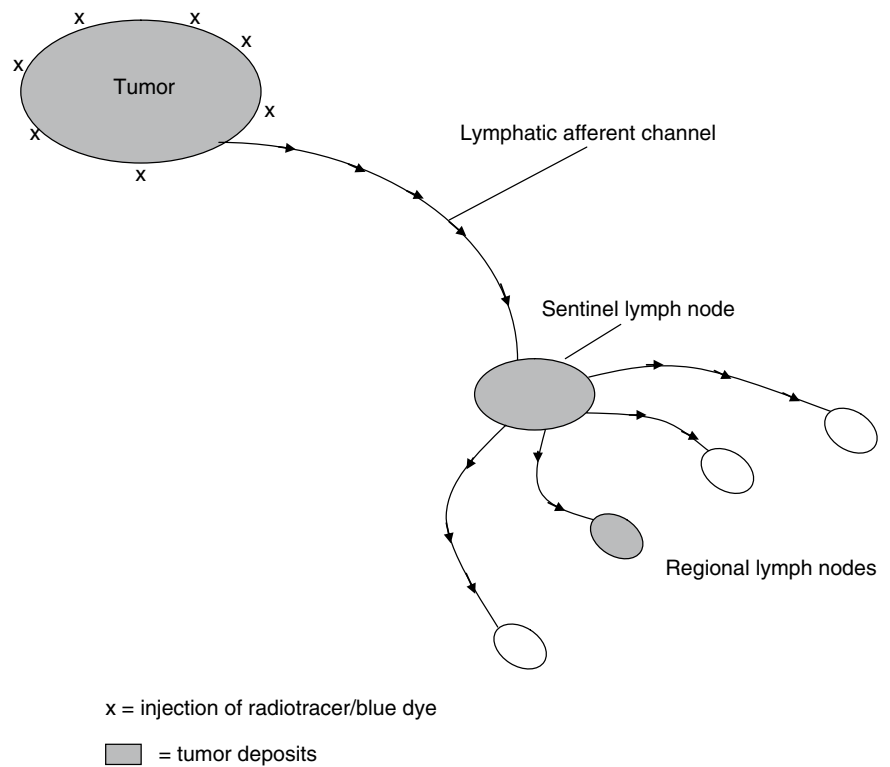 x x
x
x
Tumor
x
x
x
Lymphatic afferent channel
Sentinel lymph node
Regional lymph nodes
x = injection of radiotracer/blue dye
= tumor deposits